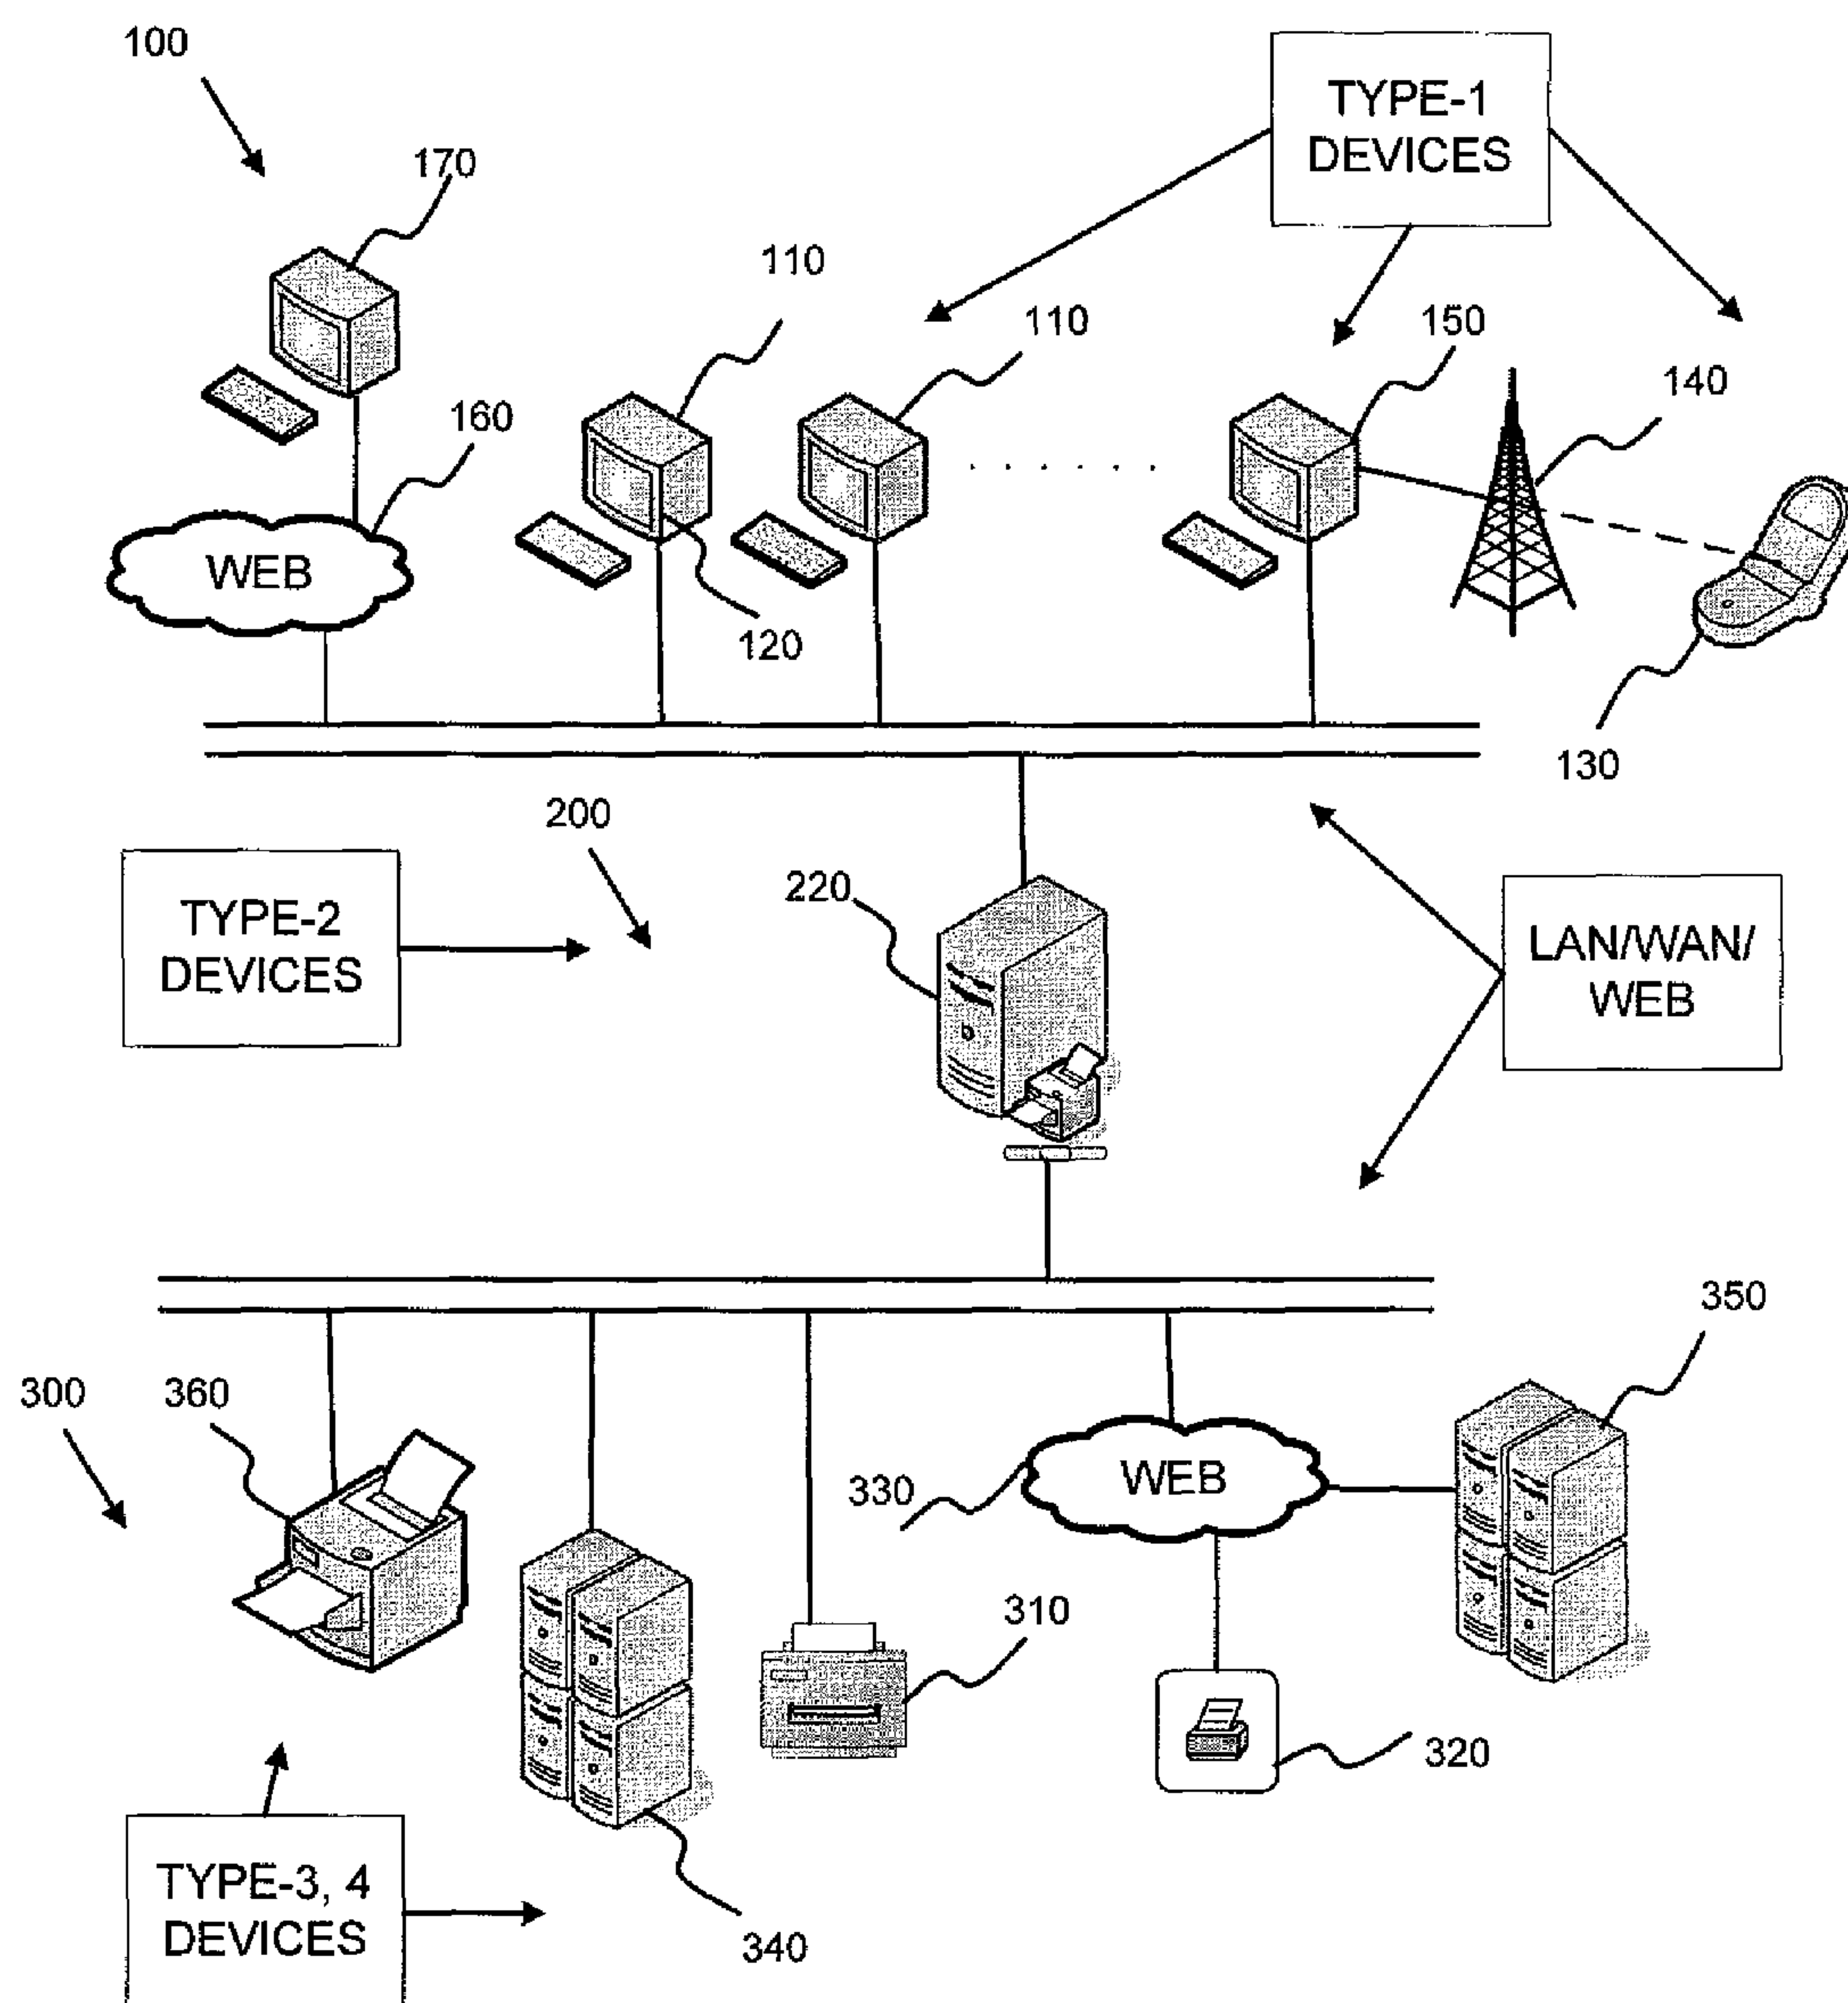 100
TYPE-1
DEVICES
170
110
110
150
140
160
WEB
120
130
200
220
TYPE-2
DEVICES
LAN/WAN/
WEB
350
300
360
330
WEB
310
320
TYPE-3, 4
DEVICES
340